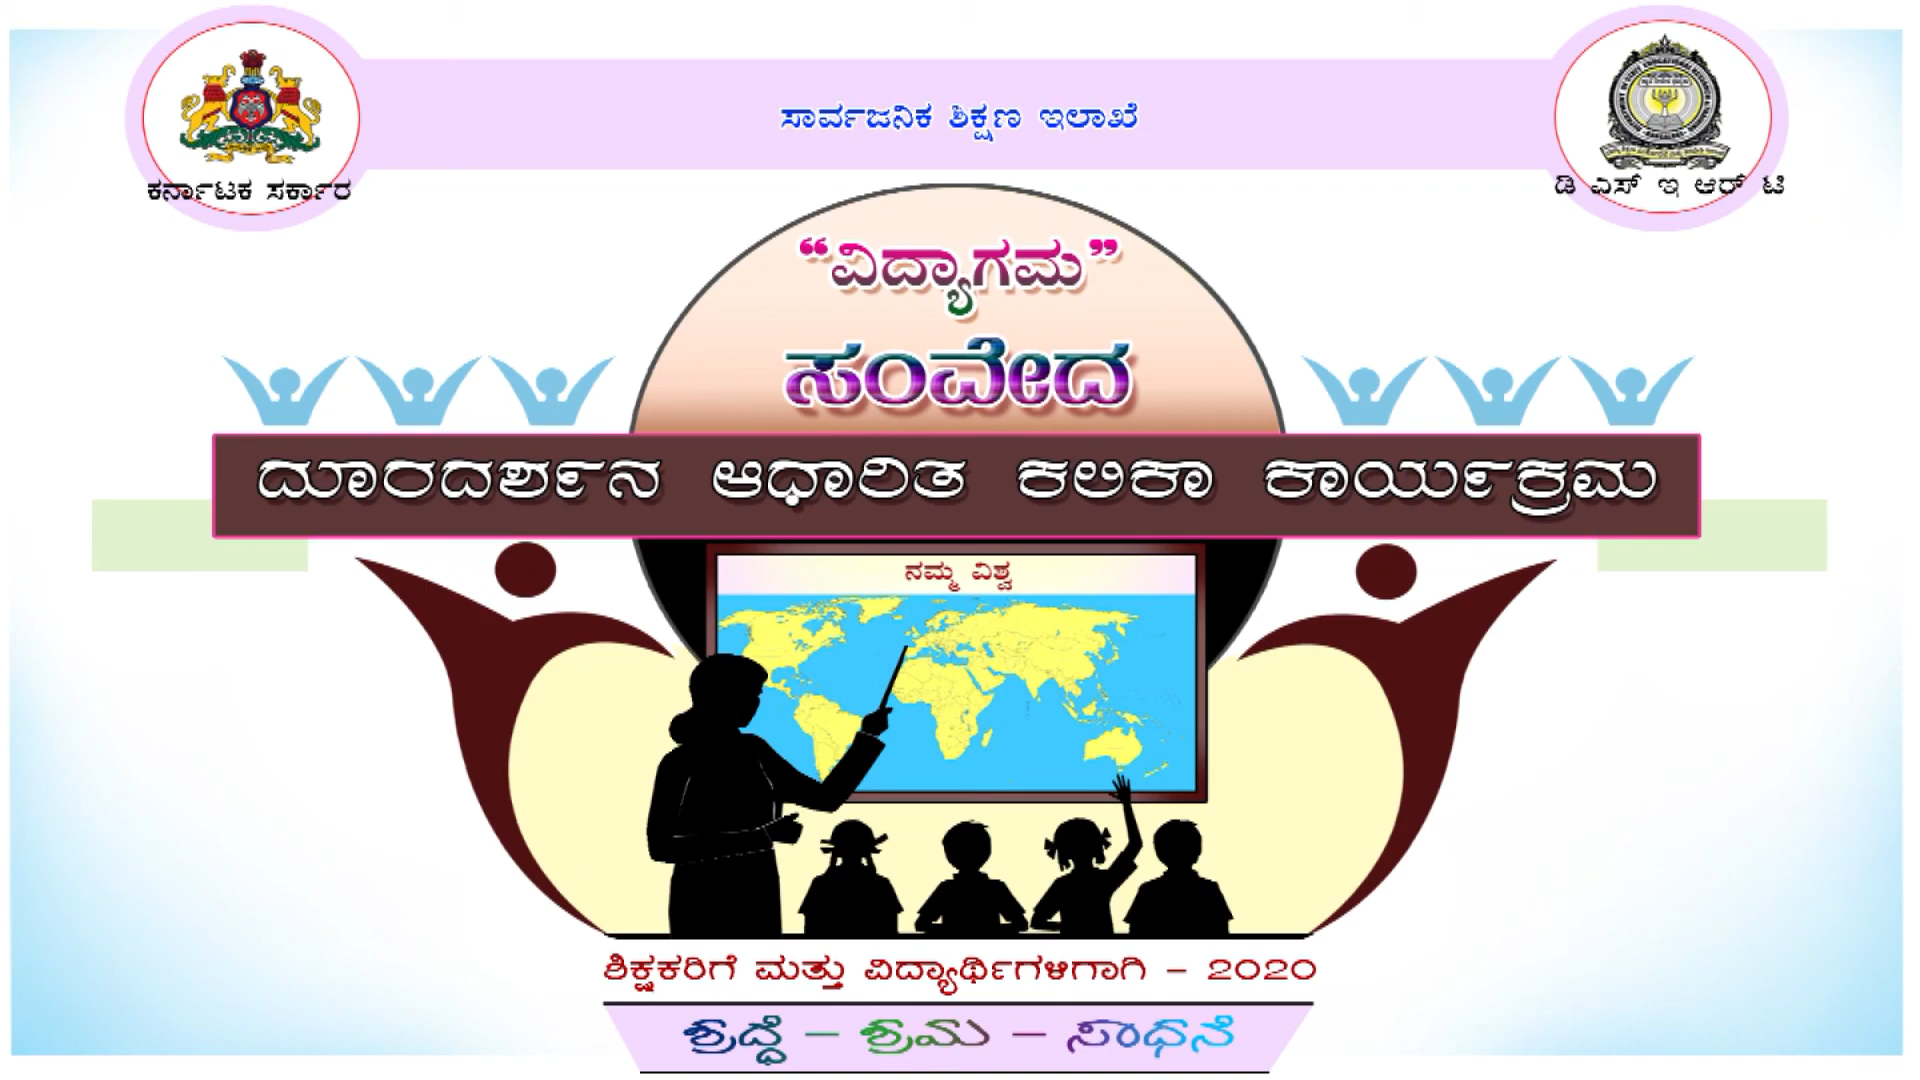 ಸಾರ್ವಜನಿಕ ಶಿಕ್ಷಣ ಇಲಾಖೆ
ಕರ್ನಾಟಕ ಸರ್ಕಾರ
ಡಿ ಎಸ್ ಇ ಆರ್ ಟಿ
“ವಿದ್ಯಾಗಮ”
ಸಂವೇದ
ದೂರದರ್ಶನ ಆಧಾರಿತ ಕಲಿಕಾ ಕಾರ್ಯಕ್ರಮ
ನಮ್ಮ ವಿಶ್ವ
ಶಿಕ್ಷಕರಿಗೆ ಮತ್ತು ವಿದ್ಯಾರ್ಥಿಗಳಿಗಾಗಿ – 2020
ಶ್ರದ್ಧೆ – ಶ್ರಮ – ಸಾಧನೆ